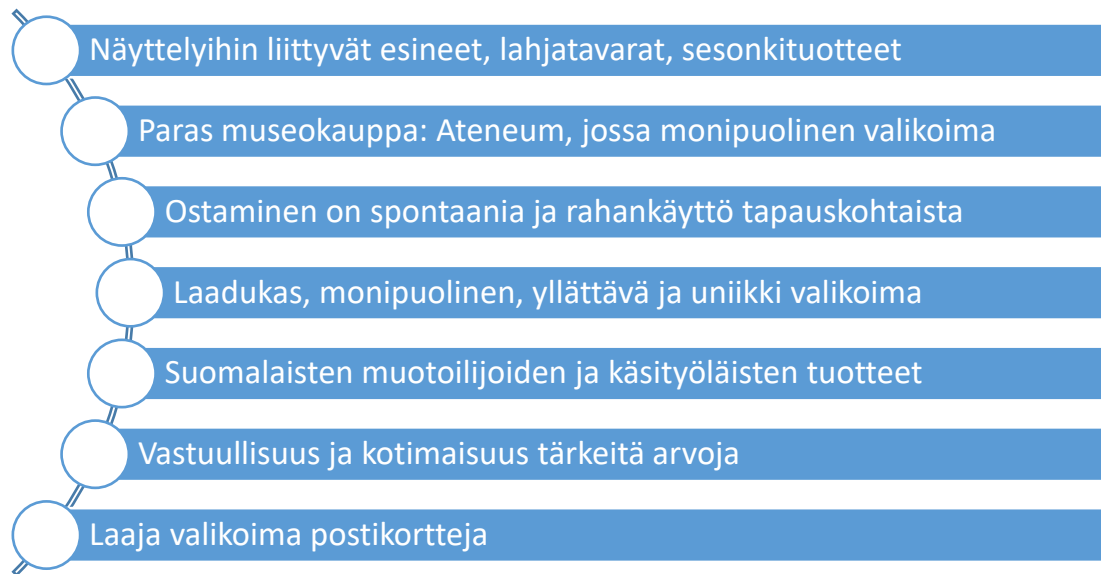 Näyttelyihin liittyvät esineet, lahjatavarat, sesonkituotteet
Paras museokauppa: Ateneum, jossa monipuolinen valikoima
Ostaminen on spontaania ja rahankäyttö tapauskohtaista
Laadukas, monipuolinen, yllättävä ja uniikki valikoima
Suomalaisten muotoilijoiden ja käsityöläisten tuotteet
Vastuullisuus ja kotimaisuus tärkeitä arvoja
Laaja valikoima postikortteja